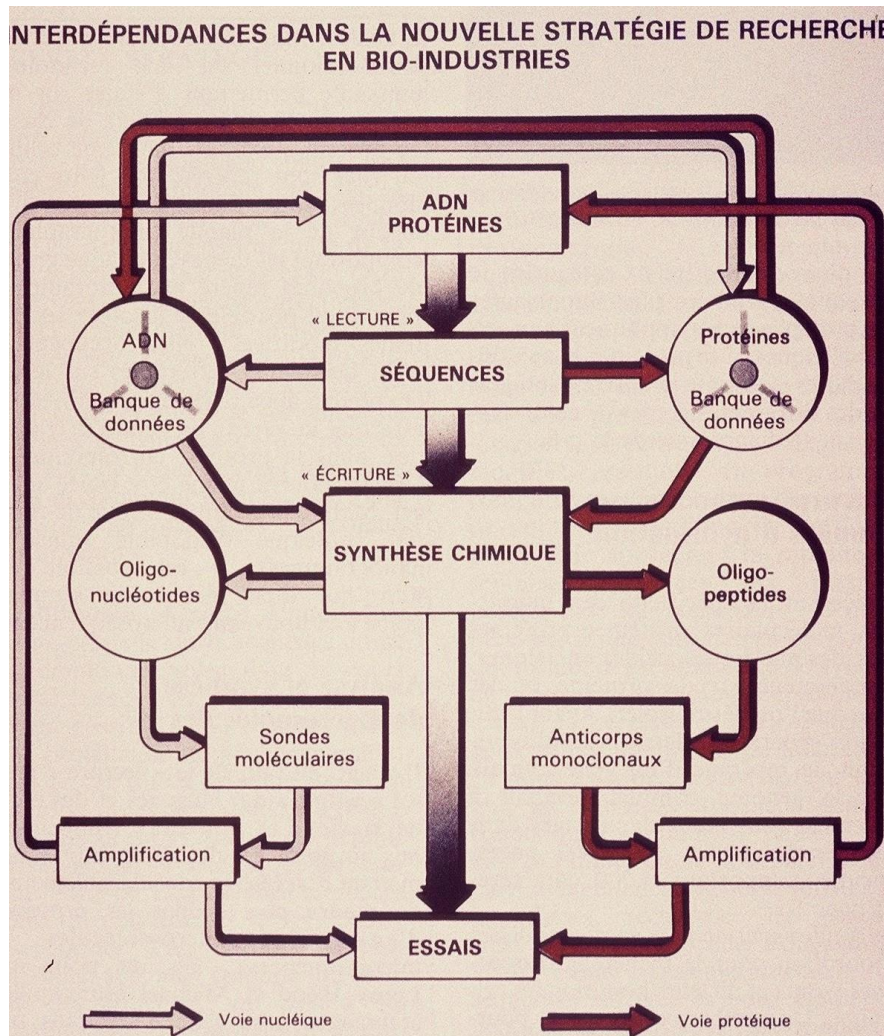 INTERDÉPENDANCES DANS LA NOUVELLE STRATÉGIE DE RECHERCHE
EN BIO-INDUSTRIES
ADN
PROTÉINES
« LECTURE »
ADN
Banque de
données
SÉQUENCES
Protéines
Banque de
données
« ÉCRITURE »
SYNTHÈSE CHIMIQUE
Oligo-
nucléotides
Oligo-
peptides
Sondes
moléculaires
Anticorps
monoclonaux
Amplification
Amplification
ESSAIS
Voie nucléique
Voie protéique